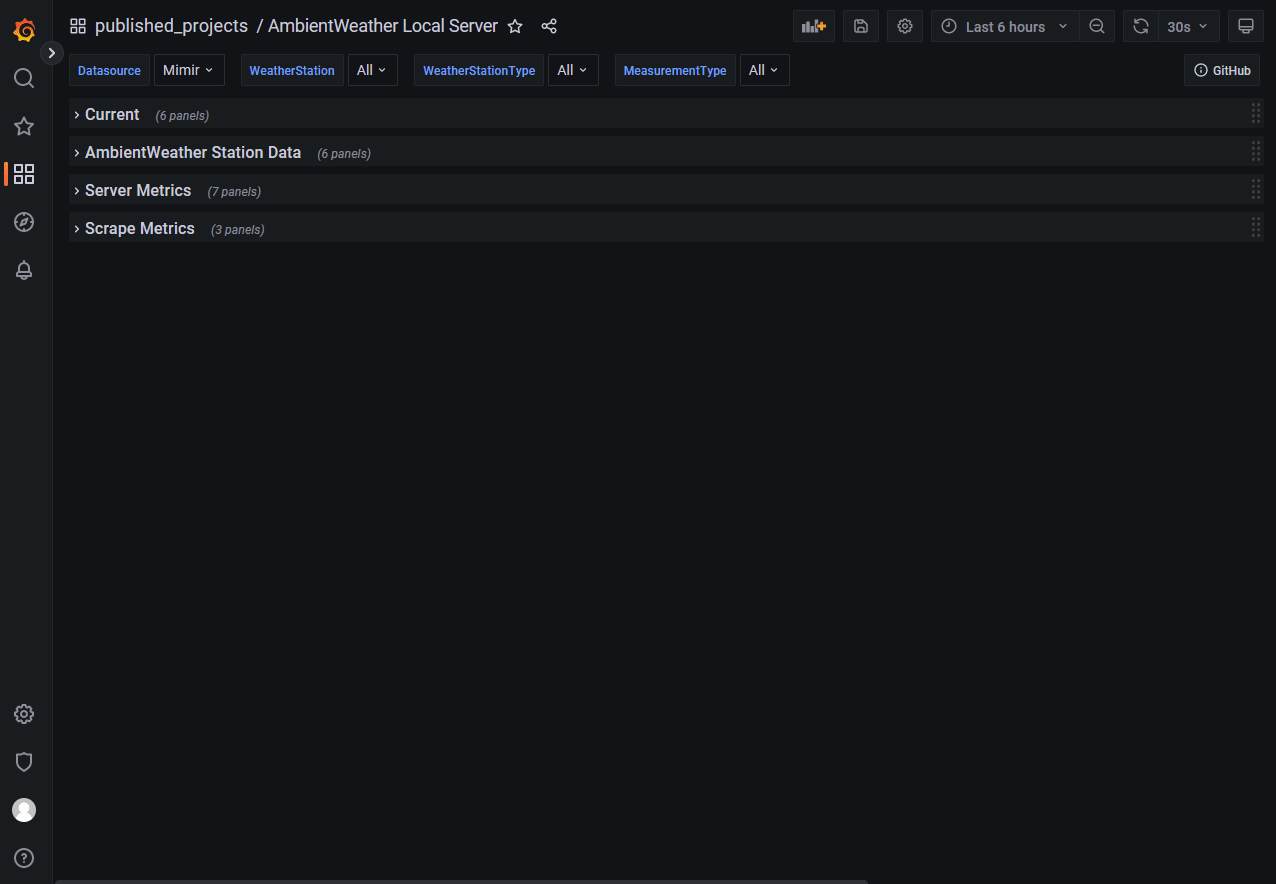 published_projects / AmbientWeather Local Server
Last 6 hours
30s
Datasource Mimir WeatherStation All WeatherStationType All MeasurementType All GitHub
Current (6 panels)
AmbientWeather Station Data (6 panels)
Server Metrics (7 panels)
Scrape Metrics (3 panels)